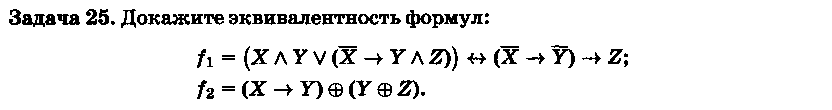 Задача 25. Докажите эквивалентность формул:
f₁ = (X ∧ Y ∨ (X̅ → Y ∧ Z)) ↔ (X̅ → Y̅) → Z;
f₂ = (X → Y) ⊕ (Y ⊕ Z).